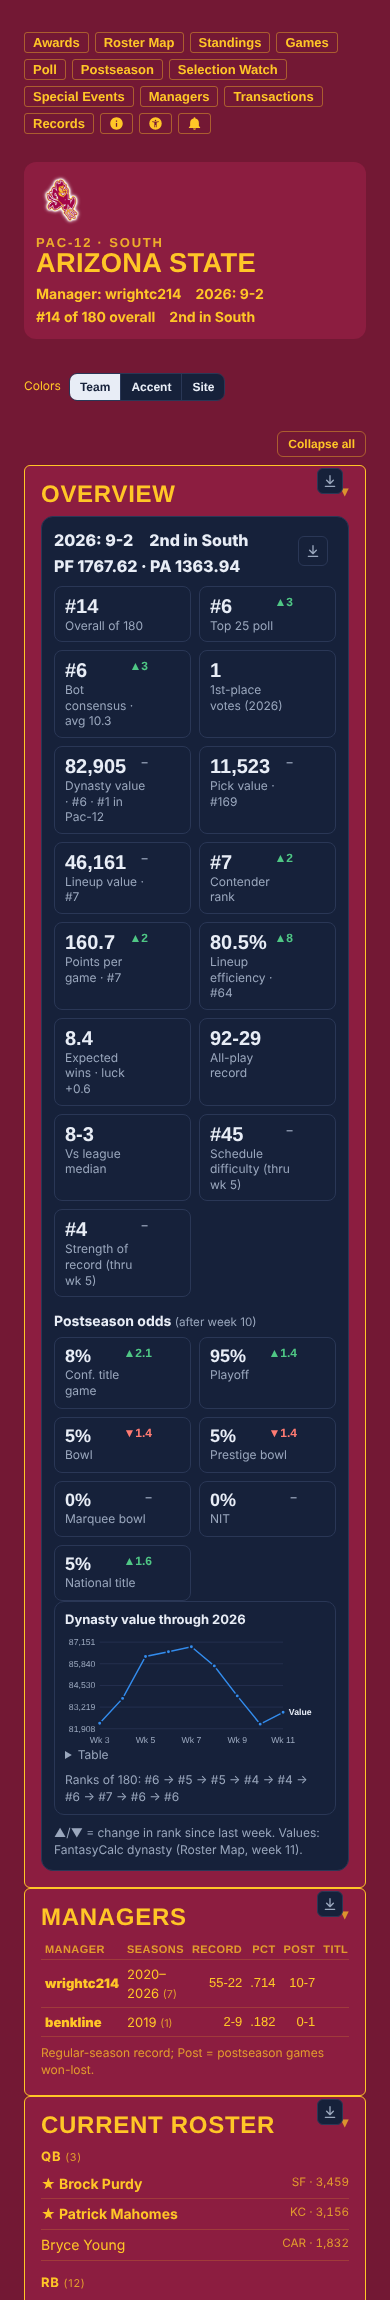 Awards Roster Map Standings Games
Poll Postseason Selection Watch
Special Events Managers Transactions
Records
PAC-12 · SOUTH
ARIZONA STATE
Manager: wrightc214 2026: 9-2
#14 of 180 overall 2nd in South
Colors Team Accent Site
Collapse all
OVERVIEW ▼
2026: 9-2 2nd in South
PF 1767.62 · PA 1363.94
#14
Overall of 180
#6 ▲3
Top 25 poll
#6 ▲3
Bot
consensus ·
avg 10.3
1
1st-place
votes (2026)
82,905 –
Dynasty value
· #6 · #1 in
Pac-12
11,523 –
Pick value ·
#169
46,161 –
Lineup value ·
#7
#7 ▲2
Contender
rank
160.7 ▲2
Points per
game · #7
80.5% ▲8
Lineup
efficiency ·
#64
8.4
Expected
wins · luck
+0.6
92-29
All-play
record
8-3
Vs league
median
#45 –
Schedule
difficulty (thru
wk 5)
#4 –
Strength of
record (thru
wk 5)
Postseason odds (after week 10)
8% ▲2.1
Conf. title
game
95% ▲1.4
Playoff
5% ▼1.4
Bowl
5% ▼1.4
Prestige bowl
0% –
Marquee bowl
0% –
NIT
5% ▲1.6
National title
Dynasty value through 2026
87,151
85,840
84,530
83,219
81,908
Value
Wk 3 Wk 5 Wk 7 Wk 9 Wk 11
▶ Table
Ranks of 180: #6 → #5 → #5 → #4 → #4 →
#6 → #7 → #6 → #6
▲/▼ = change in rank since last week. Values:
FantasyCalc dynasty (Roster Map, week 11).
MANAGERS ▼
MANAGER SEASONS RECORD PCT POST TITL
wrightc214 2020–
2026 (7) 55-22 .714 10-7
benkline 2019 (1) 2-9 .182 0-1
Regular-season record; Post = postseason games
won-lost.
CURRENT ROSTER ▼
QB (3)
★ Brock Purdy SF · 3,459
★ Patrick Mahomes KC · 3,156
Bryce Young CAR · 1,832
RB (12)